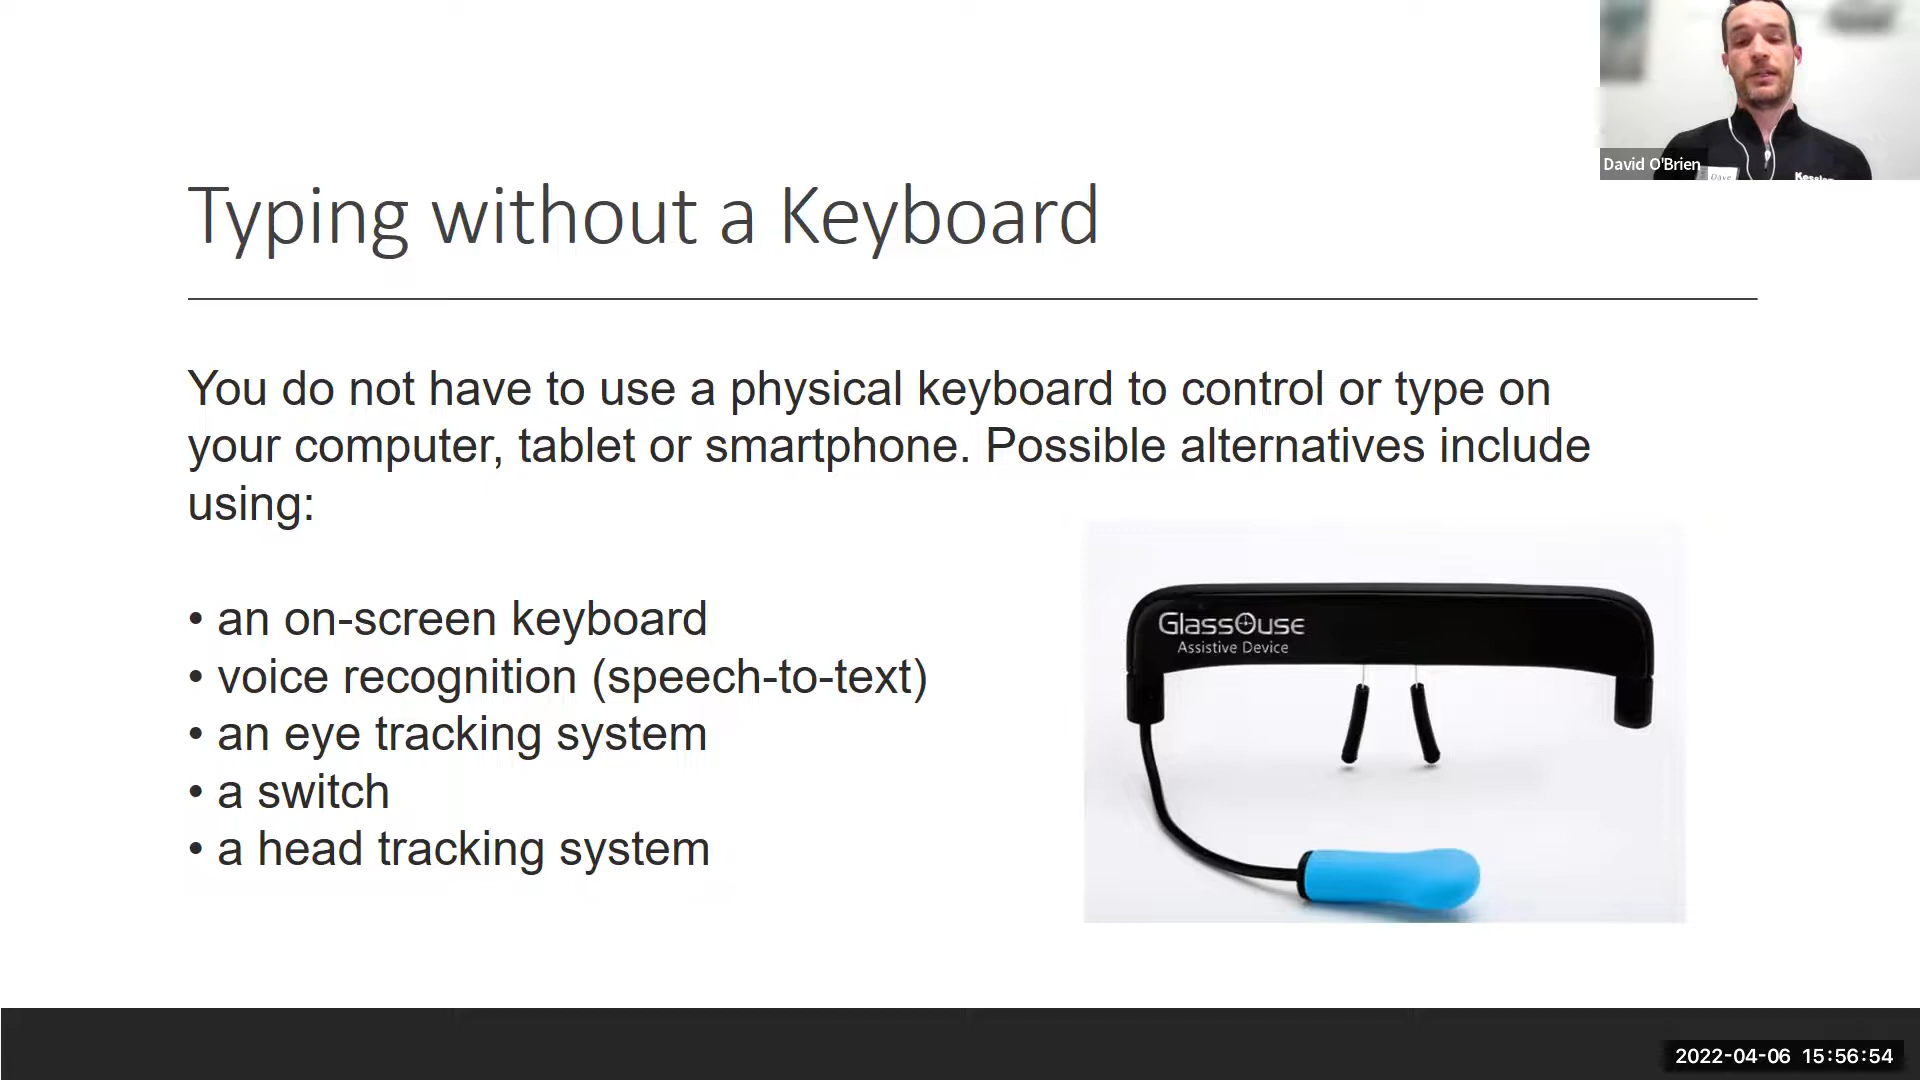 David O'Brien
Dave
Typing without a Keyboard
You do not have to use a physical keyboard to control or type on
your computer, tablet or smartphone. Possible alternatives include
using:
• an on-screen keyboard
• voice recognition (speech-to-text)
• an eye tracking system
• a switch
• a head tracking system
GlassOuse
Assistive Device
2022-04-06 15:56:54